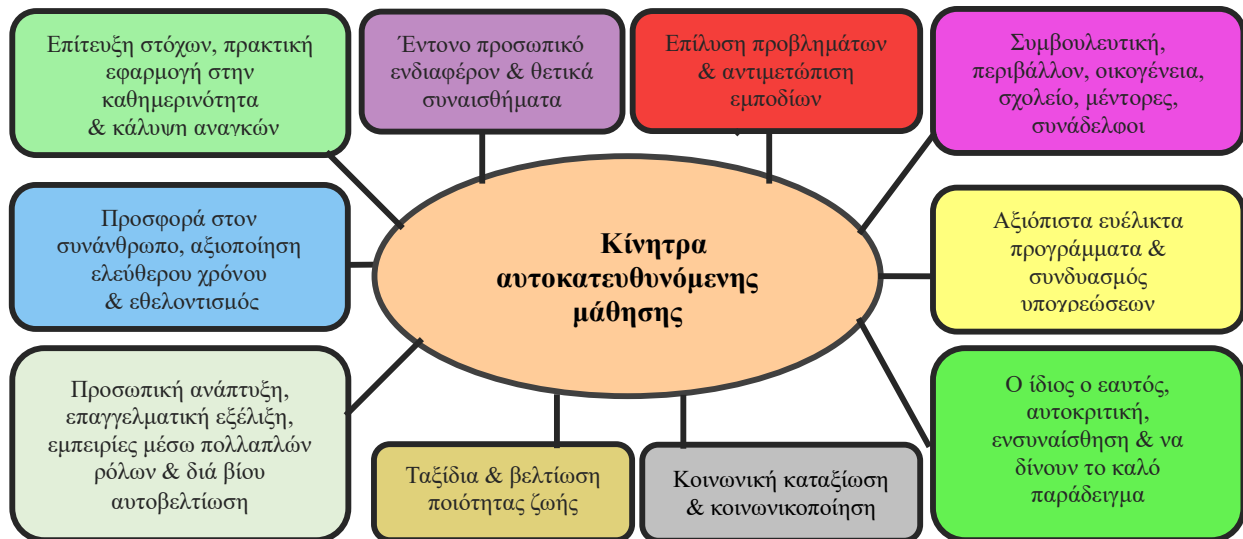 Επίτευξη στόχων, πρακτική
εφαρμογή στην
καθημερινότητα
& κάλυψη αναγκών
Έντονο προσωπικό
ενδιαφέρον & θετικά
συναισθήματα
Επίλυση προβλημάτων
& αντιμετώπιση
εμποδίων
Συμβουλευτική,
περιβάλλον, οικογένεια,
σχολείο, μέντορες,
συνάδελφοι
Προσφορά στον
συνάνθρωπο, αξιοποίηση
ελεύθερου χρόνου
& εθελοντισμός
Κίνητρα
αυτοκατευθυνόμενης
μάθησης
Αξιόπιστα ευέλικτα
προγράμματα &
συνδυασμός
υποχρεώσεων
Προσωπική ανάπτυξη,
επαγγελματική εξέλιξη,
εμπειρίες μέσω πολλαπλών
ρόλων & διά βίου
αυτοβελτίωση
Ταξίδια & βελτίωση
ποιότητας ζωής
Κοινωνική καταξίωση
& κοινωνικοποίηση
Ο ίδιος ο εαυτός,
αυτοκριτική,
ενσυναίσθηση & να
δίνουν το καλό
παράδειγμα